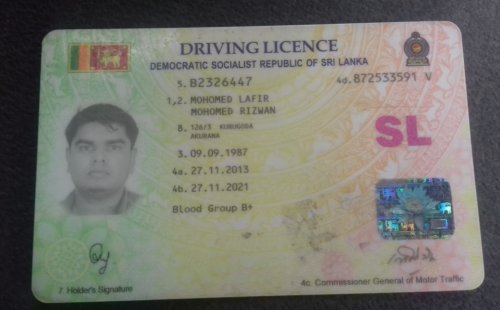 DRIVING LICENCE
DEMOCRATIC SOCIALIST REPUBLIC OF SRI LANKA
5. B2326447 4d. 872533591 V
1,2. MOHOMED LAFIR
MOHOMED RIZWAN
8. 126/3 KURUGODA
AKURANA
SL
3. 09.09.1987
4a. 27.11.2013
4b. 27.11.2021
Blood Group B+
7. Holder's Signature 4c. Commissioner General of Motor Traffic